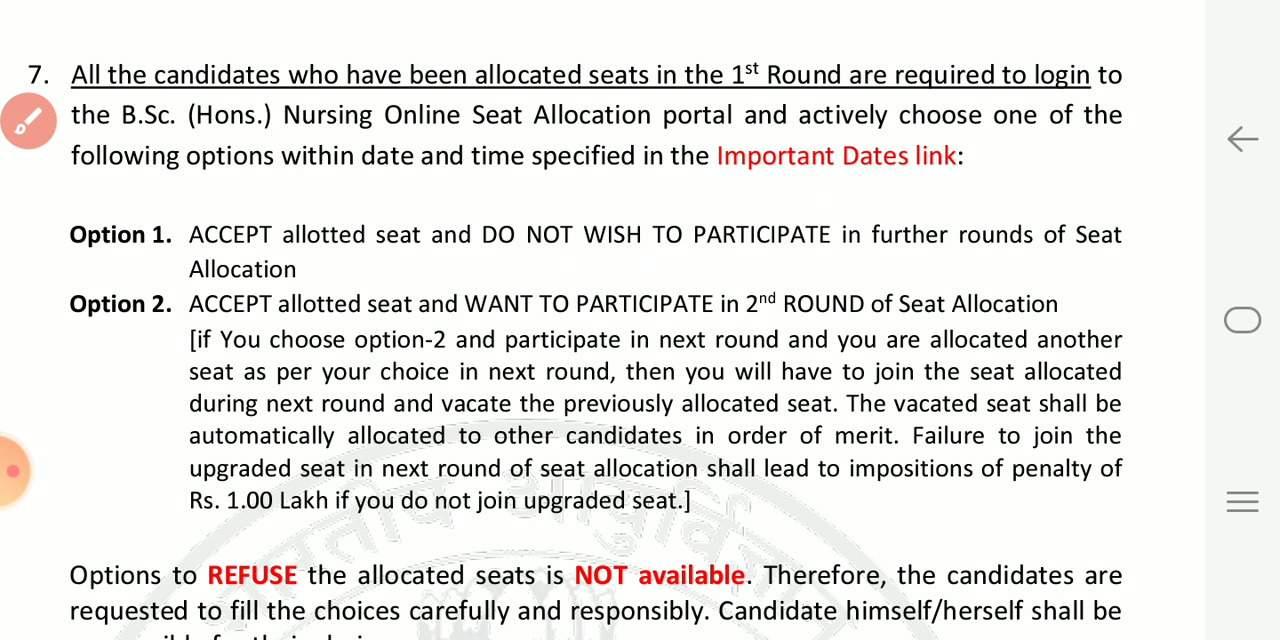 7. All the candidates who have been allocated seats in the 1st Round are required to login to
the B.Sc. (Hons.) Nursing Online Seat Allocation portal and actively choose one of the
following options within date and time specified in the Important Dates link:
Option 1. ACCEPT allotted seat and DO NOT WISH TO PARTICIPATE in further rounds of Seat
Allocation
Option 2. ACCEPT allotted seat and WANT TO PARTICIPATE in 2nd ROUND of Seat Allocation
[if You choose option-2 and participate in next round and you are allocated another
seat as per your choice in next round, then you will have to join the seat allocated
during next round and vacate the previously allocated seat. The vacated seat shall be
automatically allocated to other candidates in order of merit. Failure to join the
upgraded seat in next round of seat allocation shall lead to impositions of penalty of
Rs. 1.00 Lakh if you do not join upgraded seat.]
Options to REFUSE the allocated seats is NOT available. Therefore, the candidates are
requested to fill the choices carefully and responsibly. Candidate himself/herself shall be